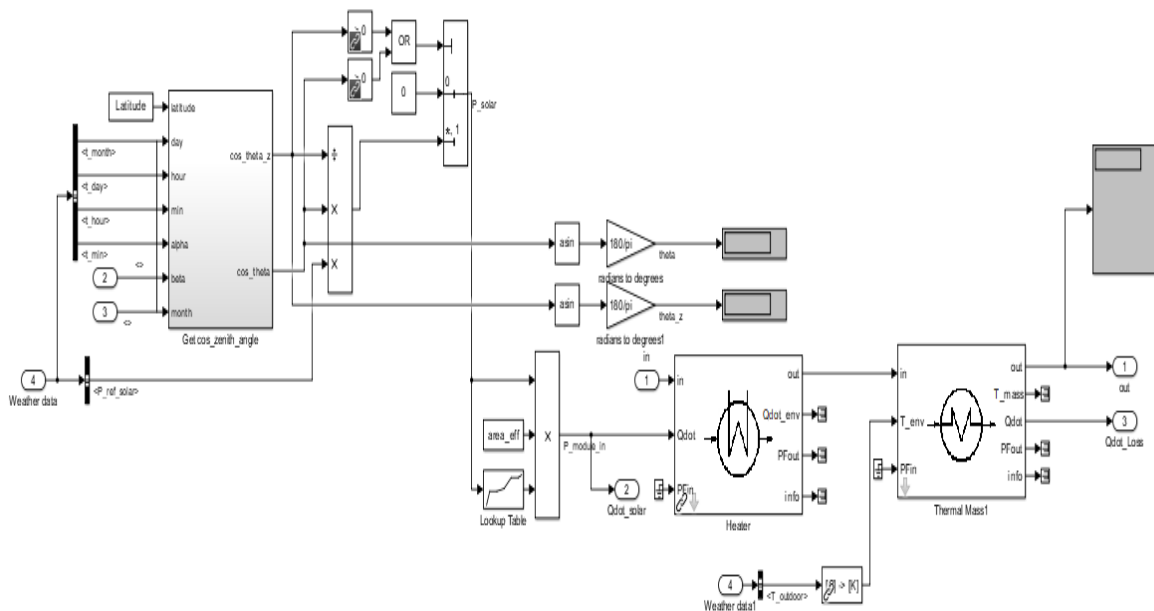 0
OR
0
0
0
P_solar
*, 1
Latitude
latitude
day
<t_month>
hour
<t_day>
min
<t_hour>
alpha
<t_min>
<>
2
beta
3
month
<>
cos_theta_z
cos_theta
Get cos_zenith_angle
÷
X
X
4
Weather data
<P_ref_solar>
asin
180/pi
theta
radians to degrees
asin
180/pi
theta_z
radians to degrees1
in
1
area_eff
Lookup Table
X
P_module_in
2
Qdot_solar
in
Qdot
PFin
out
Qdot_env
PFout
info
Heater
in
T_env
PFin
out
T_mass
Qdot
PFout
info
Thermal Mass1
1
out
3
Qdot_Loss
4
Weather data1
<T_outdoor>
-> [K]